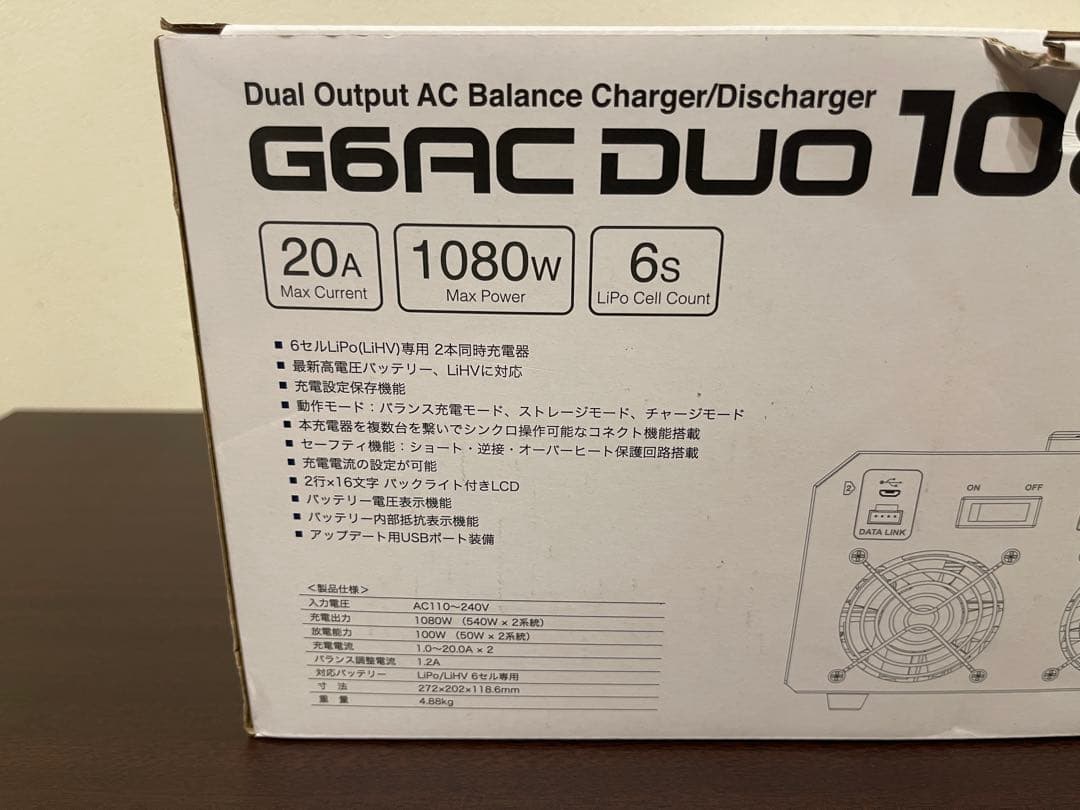 Dual Output AC Balance Charger/Discharger
G6AC DUO 108
20A
Max Current
1080W
Max Power
6S
LiPo Cell Count
■ 6セルLiPo(LiHV)専用 2本同時充電器
■ 最新高電圧バッテリー、LiHVに対応
■ 充電設定保存機能
■ 動作モード：バランス充電モード、ストレージモード、チャージモード
■ 本充電器を複数台を繋いでシンクロ操作可能なコネクト機能搭載
■ セーフティ機能：ショート・逆接・オーバーヒート保護回路搭載
■ 充電電流の設定が可能
■ 2行×16文字 バックライト付きLCD
■ バッテリー電圧表示機能
■ バッテリー内部抵抗表示機能
■ アップデート用USBポート装備
＜製品仕様＞
入力電圧 AC110〜240V
充電出力 1080W （540W × 2系統）
放電能力 100W （50W × 2系統）
充電電流 1.0〜20.0A × 2
バランス調整電流 1.2A
対応バッテリー LiPo/LiHV 6セル専用
寸 法 272×202×118.6mm
重 量 4.88kg
2
DATA LINK
ON OFF